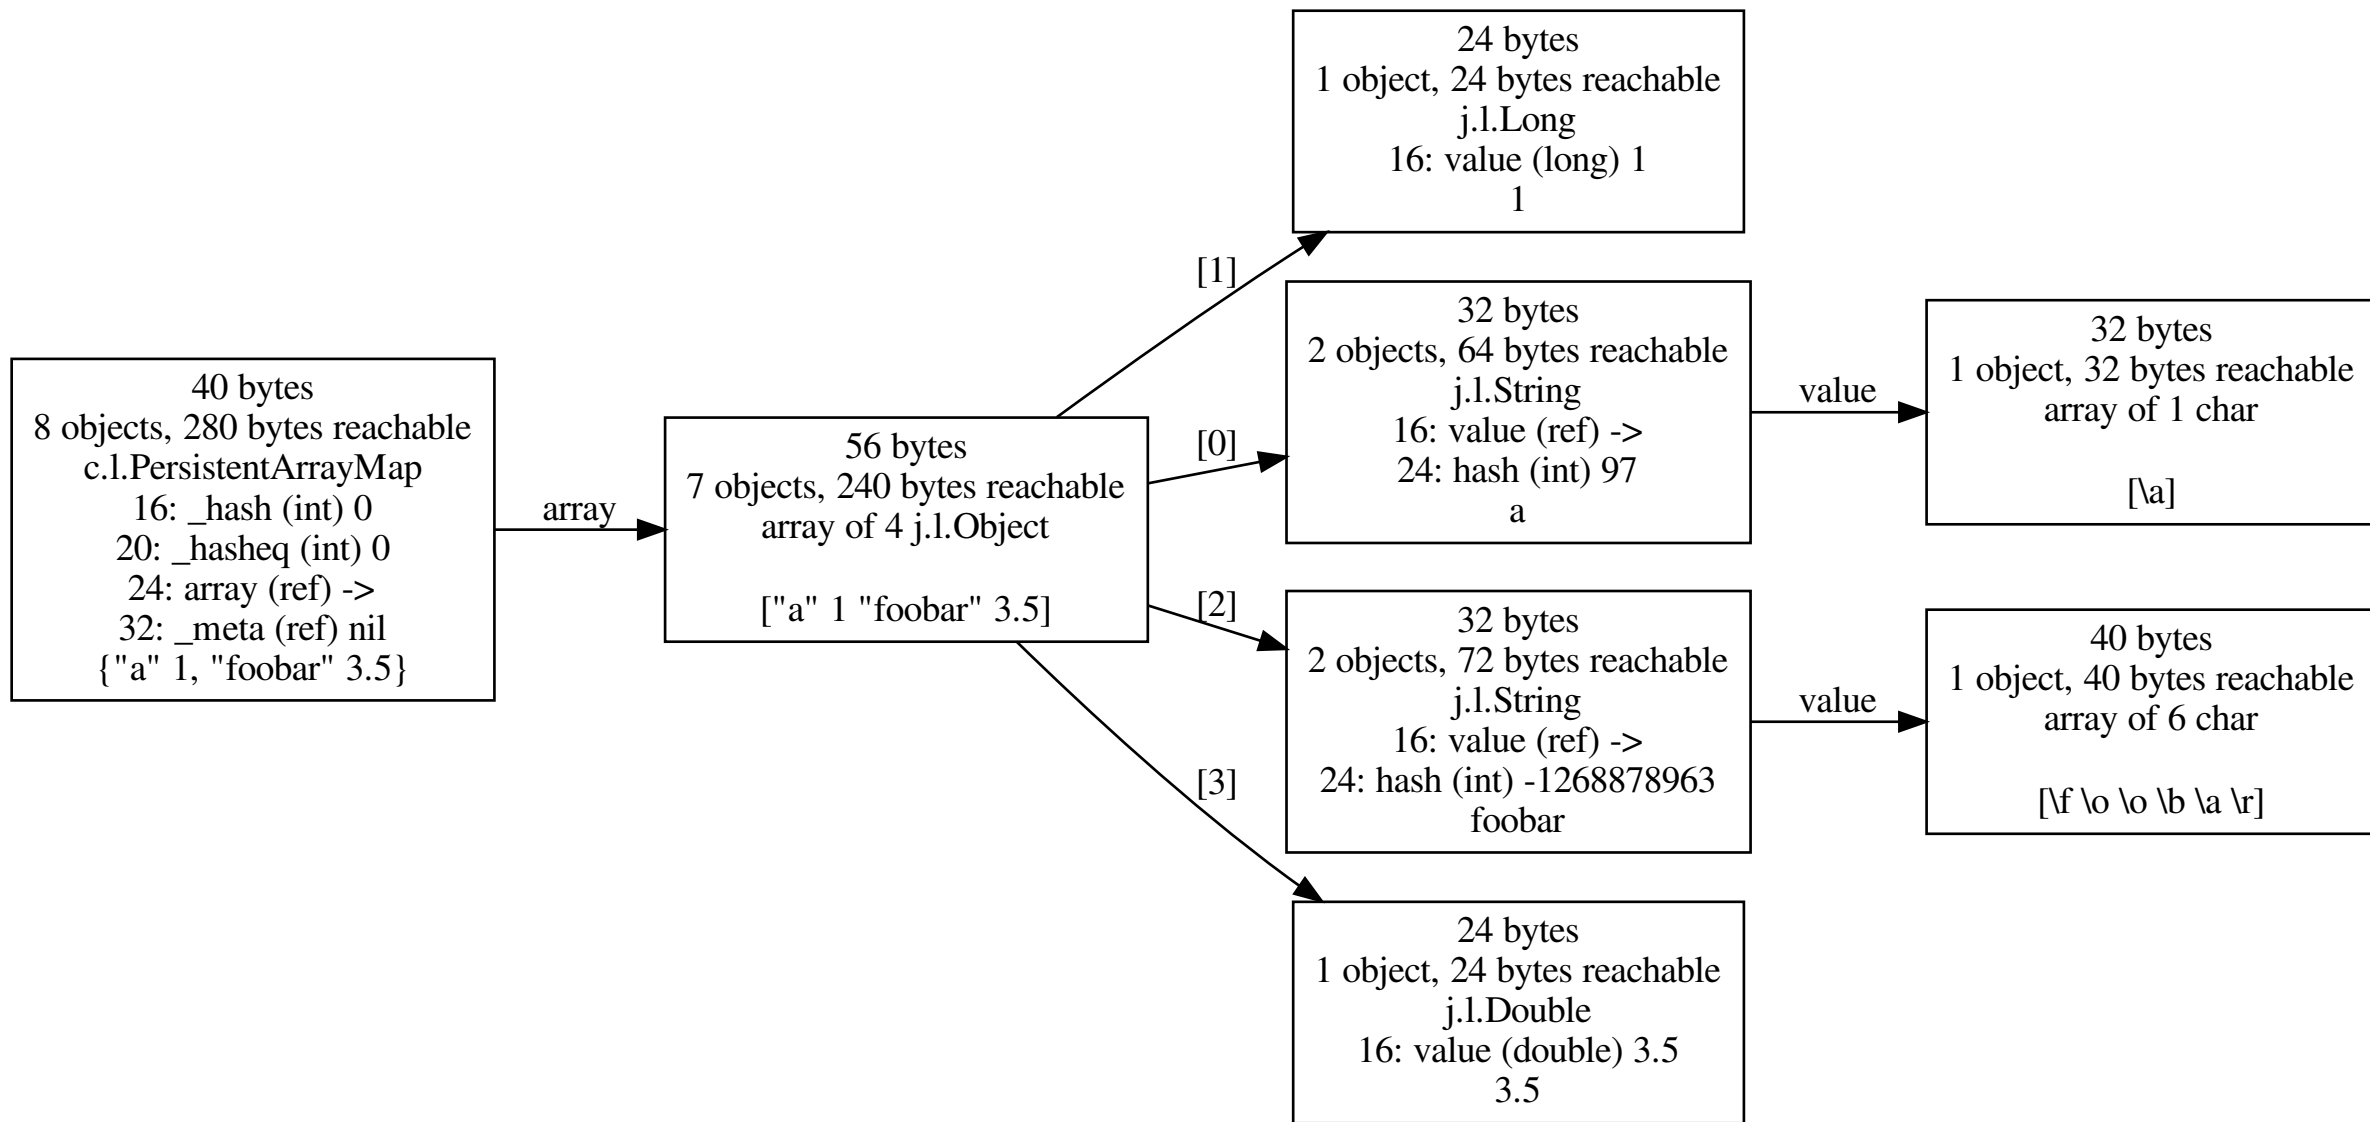 40 bytes
8 objects, 280 bytes reachable
c.l.PersistentArrayMap
16: _hash (int) 0
20: _hasheq (int) 0
24: array (ref) ->
32: _meta (ref) nil
{"a" 1, "foobar" 3.5}
array
56 bytes
7 objects, 240 bytes reachable
array of 4 j.l.Object
["a" 1 "foobar" 3.5]
[1]
[0]
[2]
[3]
24 bytes
1 object, 24 bytes reachable
j.l.Long
16: value (long) 1
1
32 bytes
2 objects, 64 bytes reachable
j.l.String
16: value (ref) ->
24: hash (int) 97
a
value
32 bytes
1 object, 32 bytes reachable
array of 1 char
[\a]
32 bytes
2 objects, 72 bytes reachable
j.l.String
16: value (ref) ->
24: hash (int) -1268878963
foobar
value
40 bytes
1 object, 40 bytes reachable
array of 6 char
[\f \o \o \b \a \r]
24 bytes
1 object, 24 bytes reachable
j.l.Double
16: value (double) 3.5
3.5